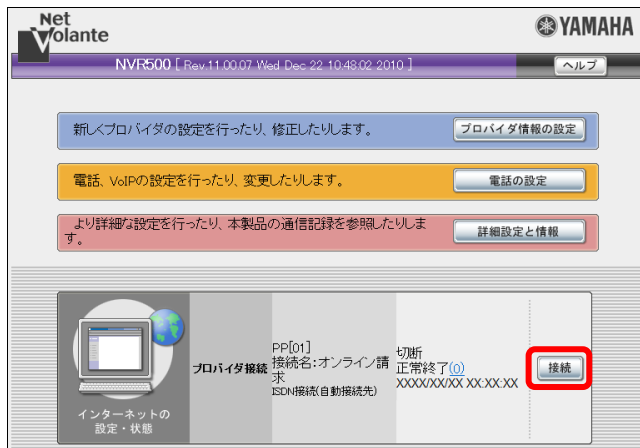 Net
Volante
YAMAHA
NVR500 [ Rev.11.00.07 Wed Dec 22 10:48:02 2010 ]
ヘルプ
新しくプロバイダの設定を行ったり、修正したりします。
プロバイダ情報の設定
電話、VoIPの設定を行ったり、変更したりします。
電話の設定
より詳細な設定を行ったり、本製品の通信記録を参照したりしま
す。
詳細設定と情報
インターネットの
設定・状態
プロバイダ接続
PP[01]
接続名:オンライン請
求
ISDN接続(自動接続先)
切断
正常終了(0)
XXXX/XX/XX XX:XX:XX
接続